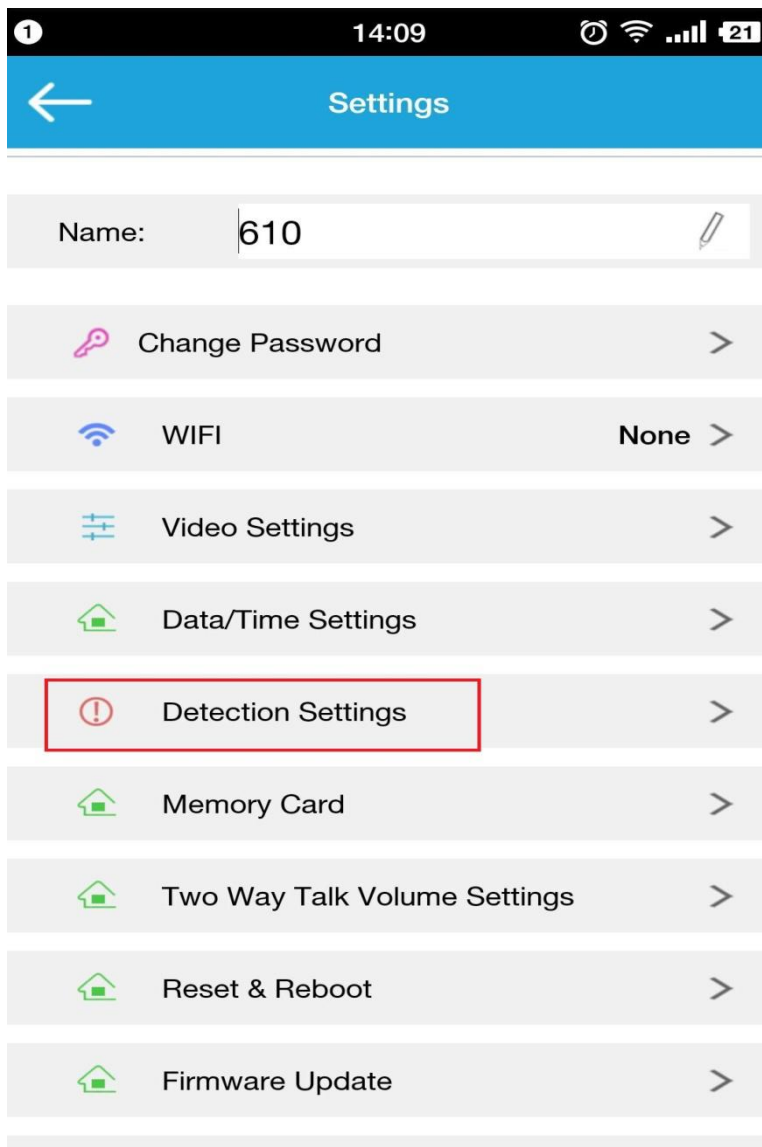 1 14:09 21
Settings
Name: 610
Change Password
WIFI None
Video Settings
Data/Time Settings
Detection Settings
Memory Card
Two Way Talk Volume Settings
Reset & Reboot
Firmware Update